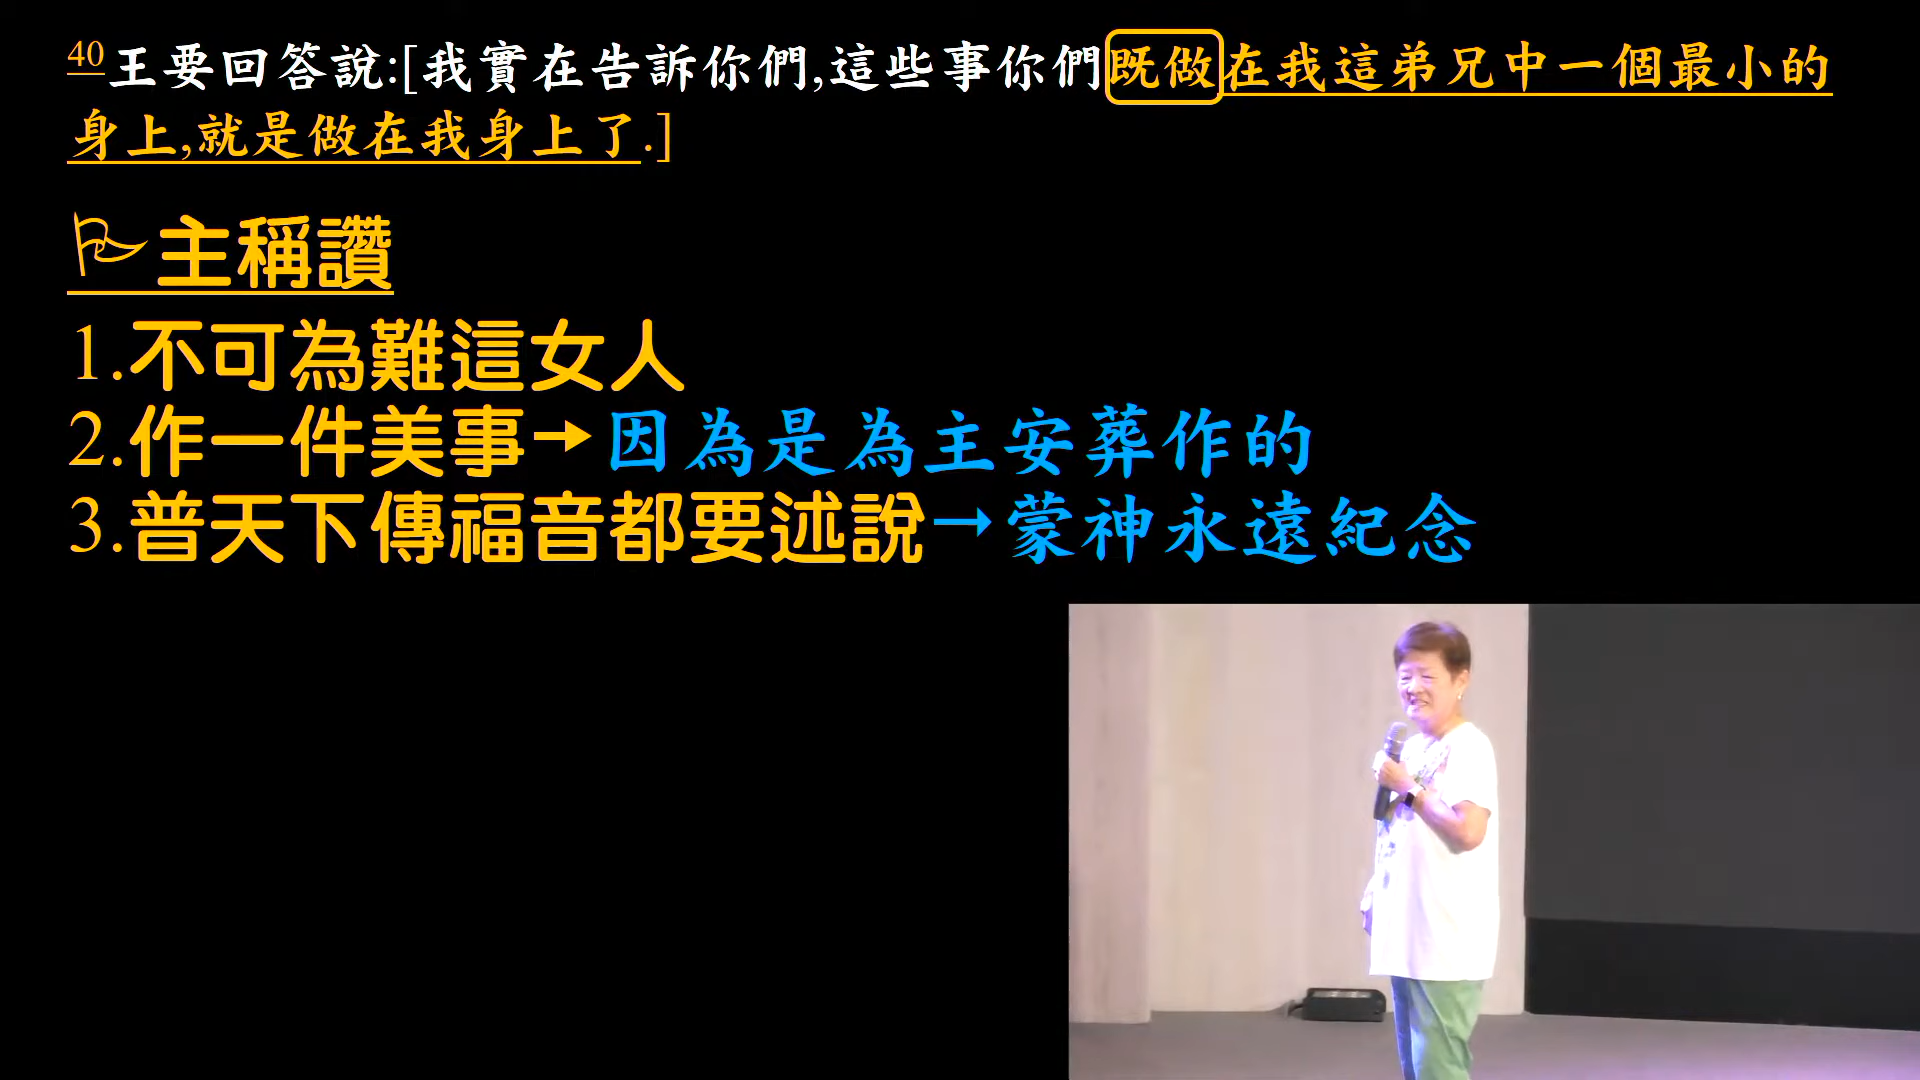 40王要回答說:[我實在告訴你們,這些事你們既做在我這弟兄中一個最小的
身上,就是做在我身上了.]
主稱讚
1.不可為難這女人
2.作一件美事→因為是為主安葬作的
3.普天下傳福音都要述說→蒙神永遠紀念